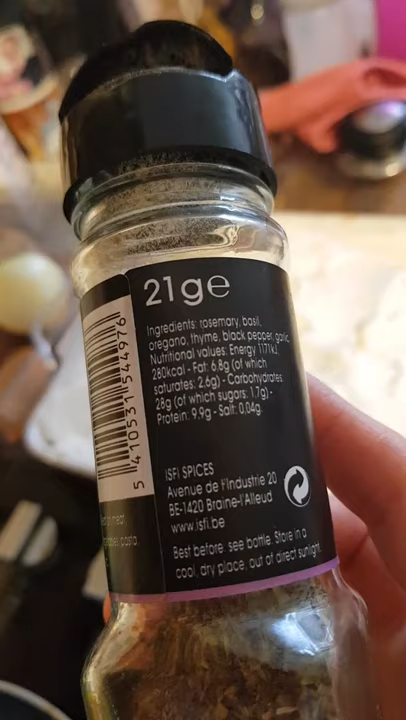 21g℮
Ingredients: rosemary, basil,
oregano, thyme, black pepper, garlic.
Nutritional values: Energy 1171kJ,
280kcal - Fat: 6.8g (of which
saturates: 2.6g) - Carbohydrates
28g (of which sugars: 1.7g) -
Protein: 9.9g - Salt: 0.04g.
ISFI SPICES
Avenue de l'Industrie 20
BE-1420 Braine-l'Alleud
www.isfi.be
Best before: see bottle. Store in a
cool, dry place, out of direct sunlight.
5 410531 544976
meat
pasta